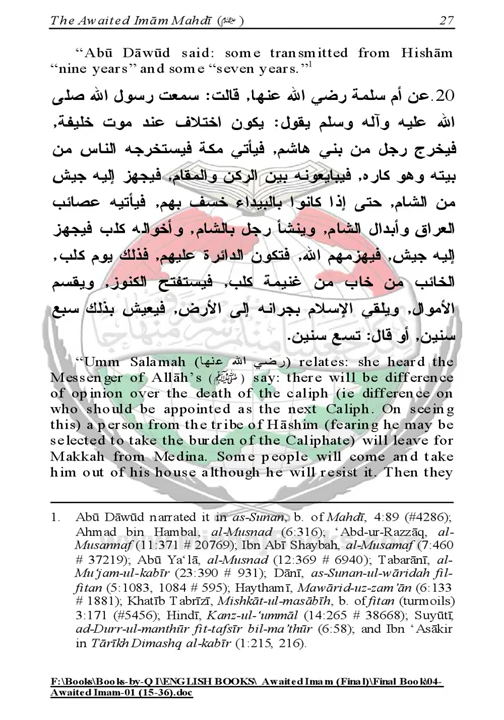 The Awaited Imām Mahdī (ﷺ) 27
“Abū Dāwūd said: some transmitted from Hishām
“nine years” and some “seven years.”1
20.عن أم سلمة رضي الله عنها, قالت: سمعت رسول الله صلى
الله عليه وآله وسلم يقول: يكون اختلاف عند موت خليفة,
فيخرج رجل من بني هاشم, فيأتي مكة فيستخرجه الناس من
بيته وهو كاره, فيبايعونه بين الركن والمقام, فيجهز إليه جيش
من الشام, حتى إذا كانوا بالبيداء خسف بهم, فيأتيه عصائب
العراق وأبدال الشام, وينشأ رجل بالشام, وأخواله كلب فيجهز
إليه جيش, فيهزمهم الله, فتكون الدائرة عليهم, فذلك يوم كلب,
الخائب من خاب من غنيمة كلب, فيستفتح الكنوز, ويقسم
الأموال, ويلقي الإسلام بجرانه إلى الأرض, فيعيش بذلك سبع
سنين, أو قال: تسع سنين.
“Umm Salamah (رضي الله عنها) relates: she heard the
Messenger of Allāh’s (ﷺ) say: there will be difference
of opinion over the death of the caliph (ie difference on
who should be appointed as the next Caliph. On seeing
this) a person from the tribe of Hāshim (fearing he may be
selected to take the burden of the Caliphate) will leave for
Makkah from Medina. Some people will come and take
him out of his house although he will resist it. Then they
1. Abū Dāwūd narrated it in as-Sunan, b. of Mahdī, 4:89 (#4286);
Ahmad bin Hambal, al-Musnad (6:316), ‘Abd-ur-Razzāq, al-
Musannaf (11:371 # 20769), Ibn Abī Shaybah, al-Musamaf (7:460
# 37219), Abū Ya‘lā, al-Musnad (12:369 # 6940); Tabarānī, al-
Mu‘jam-ul-kabīr (23:390 # 931); Dānī, as-Sunan-ul-wāridah fil-
fitan (5:1083, 1084 # 595); Haythamī, Mawārid-uz-zam’ān (6:133
# 1881); Khatīb Tabrīzī, Mishkāt-ul-masābīh, b. of fitan (turmoils)
3:171 (#5456); Hindī, Kanz-ul-‘ummāl (14:265 # 38668); Suyūtī,
ad-Durr-ul-manthūr fit-tafsīr bil-ma’thūr (6:58); and Ibn ‘Asākir
in Tārīkh Dimashq al-kabīr (1:215, 216).
F:\Books\Books-by-QI\ENGLISH BOOKS\ Awaited Imam (Final)\Final Book\04-
Awaited Imam-01 (15-36).doc